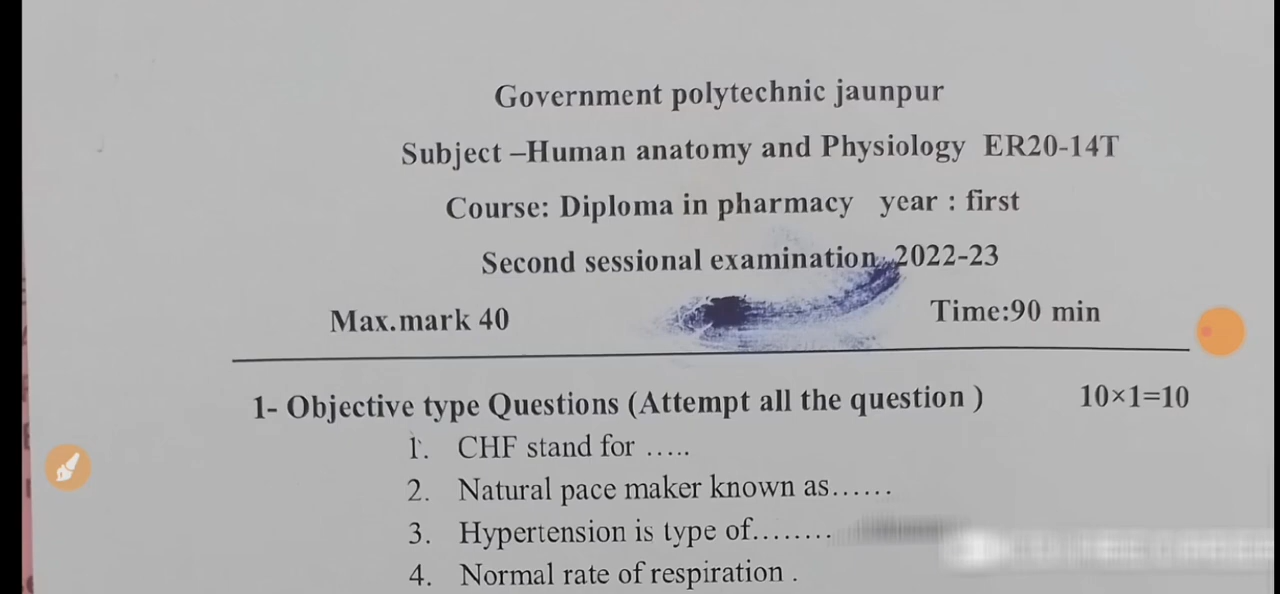 Government polytechnic jaunpur
Subject –Human anatomy and Physiology ER20-14T
Course: Diploma in pharmacy year : first
Second sessional examination 2022-23
Max.mark 40 Time:90 min
1- Objective type Questions (Attempt all the question ) 10×1=10
1. CHF stand for .....
2. Natural pace maker known as......
3. Hypertension is type of........
4. Normal rate of respiration .